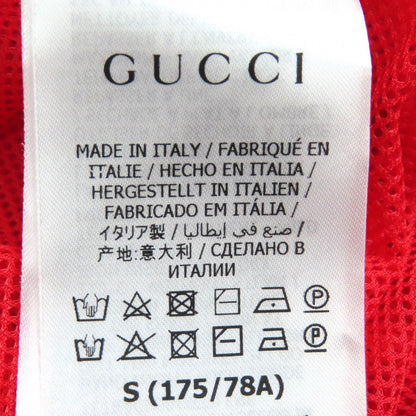 GUCCI
MADE IN ITALY / FABRIQUÉ EN
ITALIE / HECHO EN ITALIA /
HERGESTELLT IN ITALIEN /
FABRICADO EM ITÁLIA /
イタリア製 / صنع في إيطاليا /
产地:意大利 / СДЕЛАНО В
ИТАЛИИ
P
P
S (175/78A)